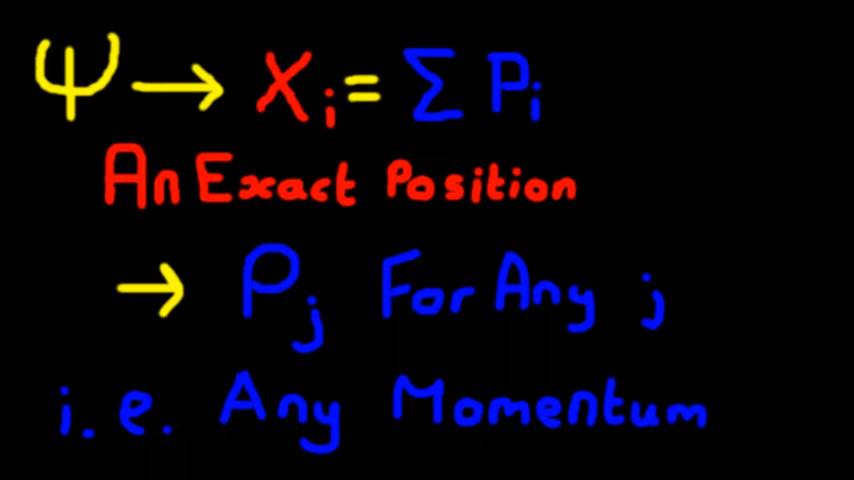 Ψ → Xi = Σ Pi
An Exact Position
→ Pj For Any j
i.e. Any Momentum